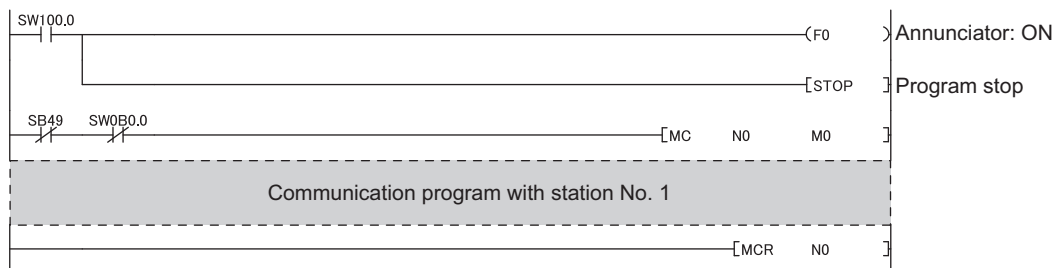 SW100.0
F0 Annunciator: ON
STOP Program stop
SB49 SW0B0.0
MC N0 M0
Communication program with station No. 1
MCR N0